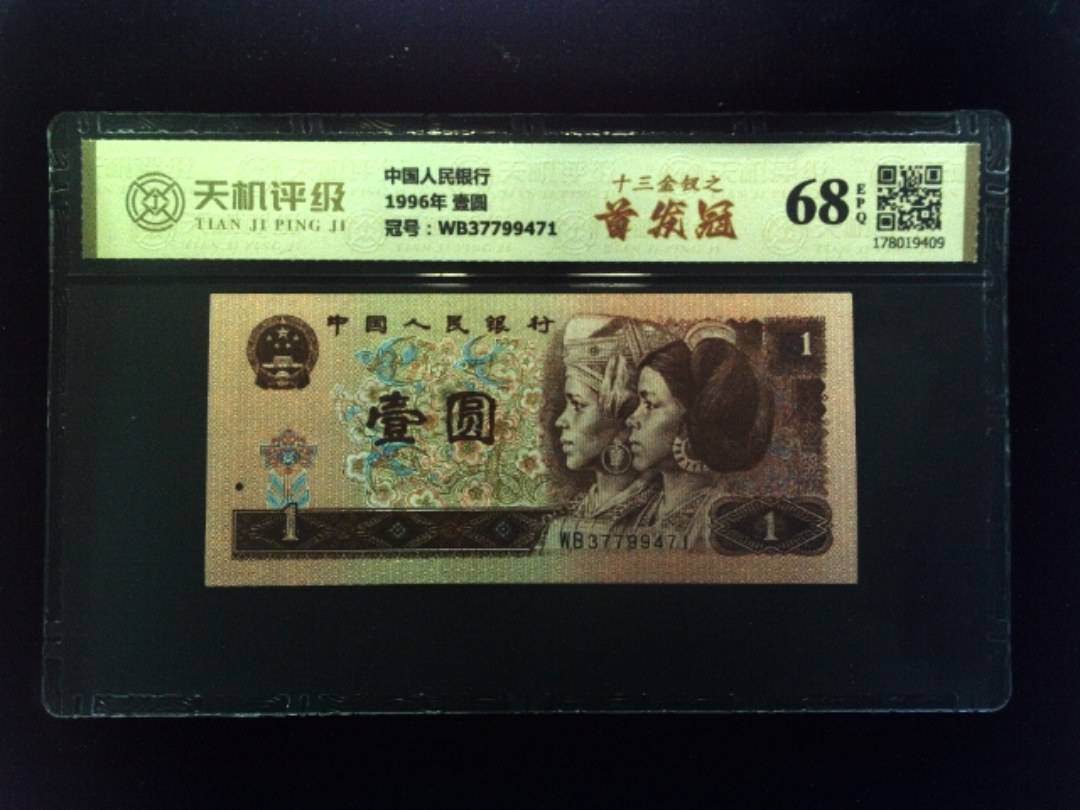 天机评级
TIAN JI PING JI
中国人民银行
1996年 壹圆
冠号：WB37799471
十三金钗之
首发冠
68
EPQ
178019409
中国人民银行
1
壹圆
1
WB37799471
1